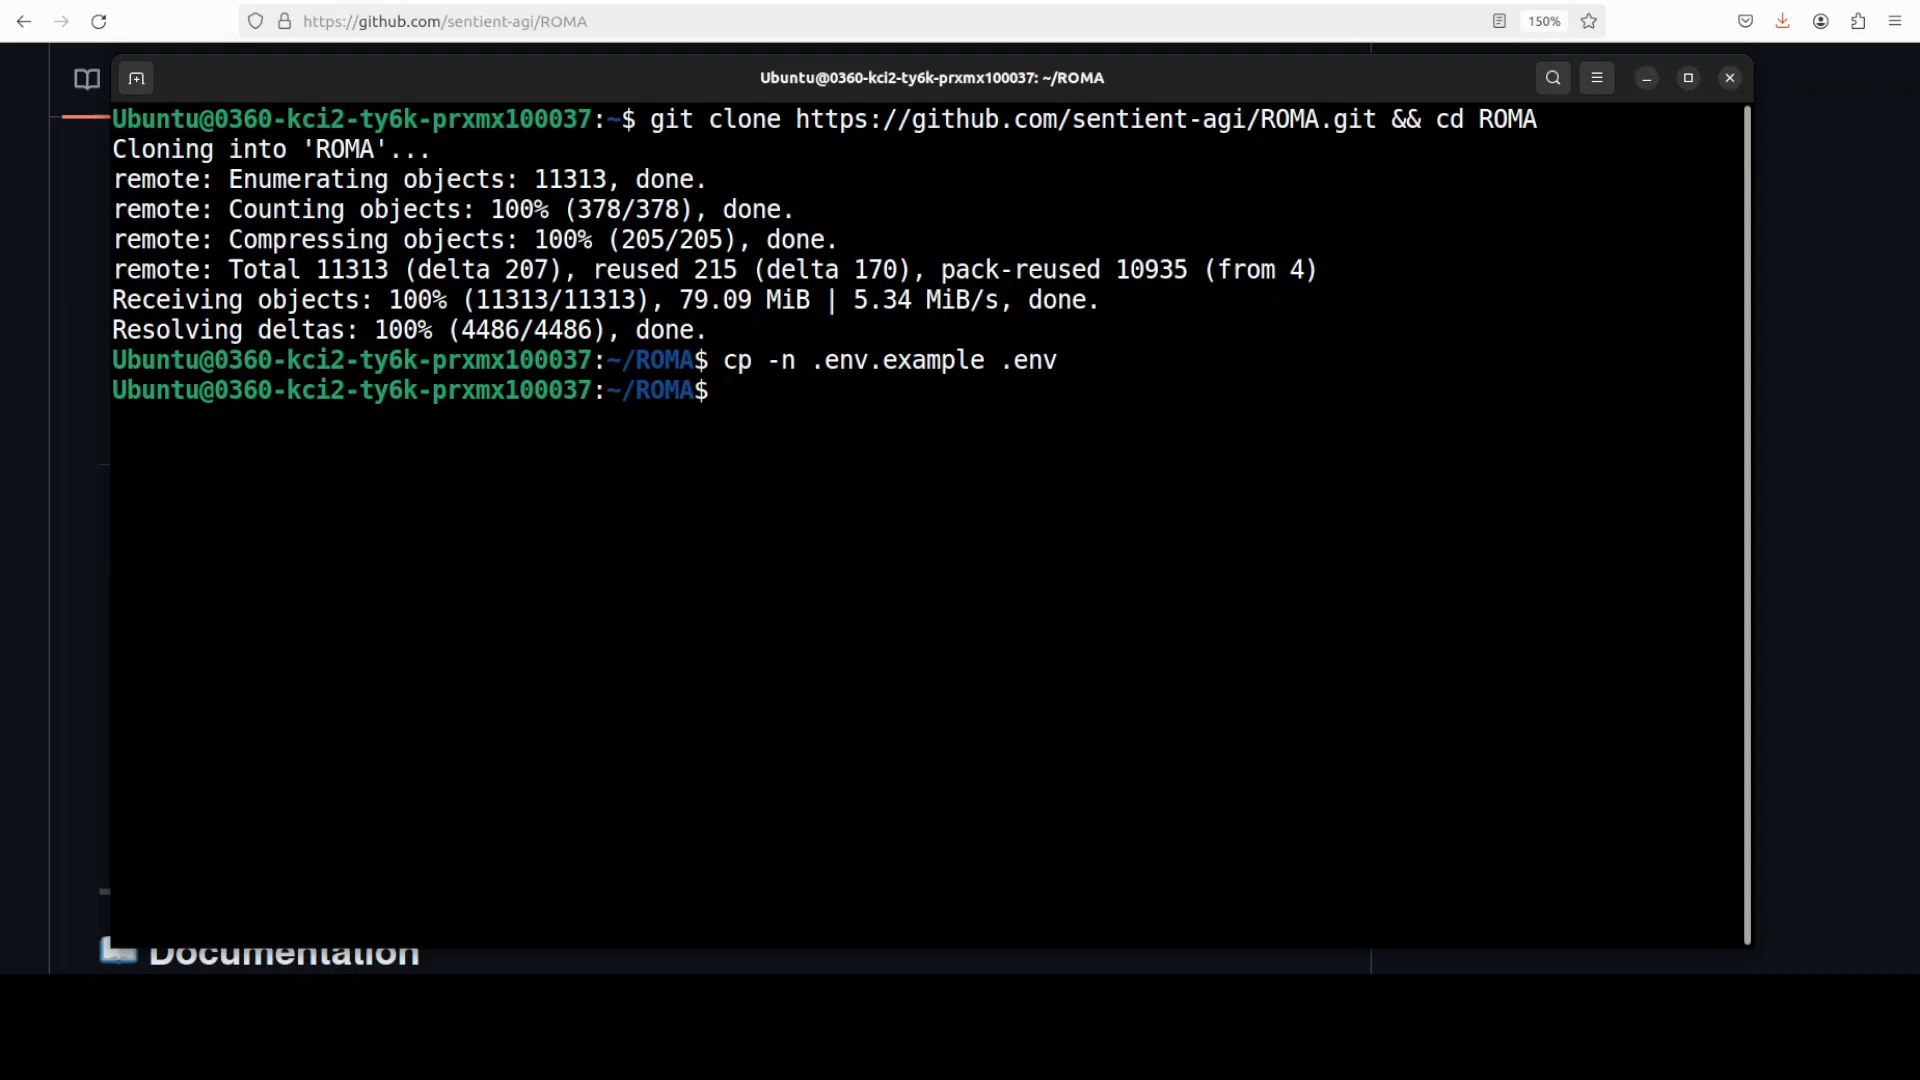 https://github.com/sentient-agi/ROMA
150%
Ubuntu@0360-kci2-ty6k-prxmx100037: ~/ROMA
Ubuntu@0360-kci2-ty6k-prxmx100037:~$ git clone https://github.com/sentient-agi/ROMA.git && cd ROMA
Cloning into 'ROMA'...
remote: Enumerating objects: 11313, done.
remote: Counting objects: 100% (378/378), done.
remote: Compressing objects: 100% (205/205), done.
remote: Total 11313 (delta 207), reused 215 (delta 170), pack-reused 10935 (from 4)
Receiving objects: 100% (11313/11313), 79.09 MiB | 5.34 MiB/s, done.
Resolving deltas: 100% (4486/4486), done.
Ubuntu@0360-kci2-ty6k-prxmx100037:~/ROMA$ cp -n .env.example .env
Ubuntu@0360-kci2-ty6k-prxmx100037:~/ROMA$
Documentation